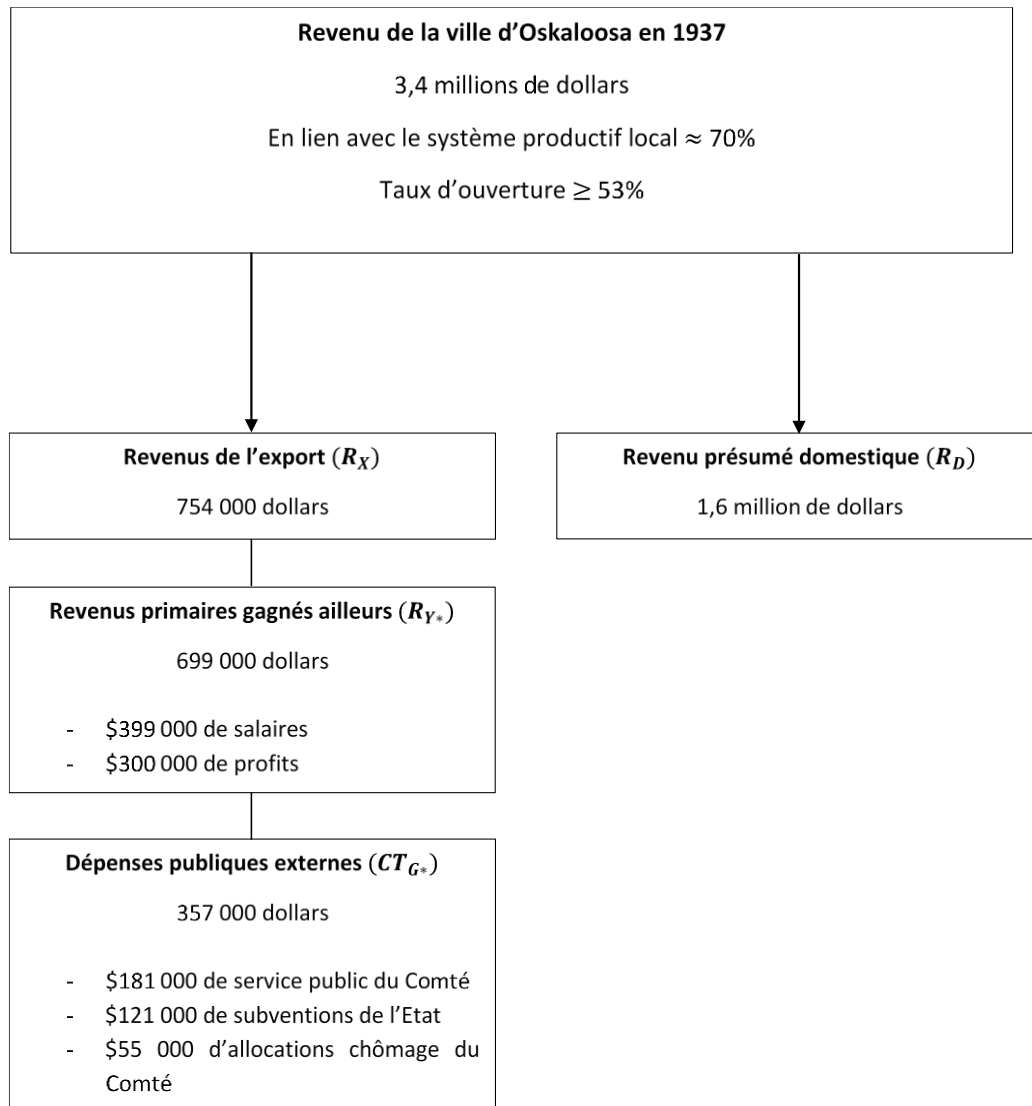 Revenu de la ville d’Oskaloosa en 1937
3,4 millions de dollars
En lien avec le système productif local ≈ 70%
Taux d’ouverture ≥ 53%
Revenus de l’export (R_X)
754 000 dollars
Revenu présumé domestique (R_D)
1,6 million de dollars
Revenus primaires gagnés ailleurs (R_{Y*})
699 000 dollars
- $399 000 de salaires
- $300 000 de profits
Dépenses publiques externes (CT_{G*})
357 000 dollars
- $181 000 de service public du Comté
- $121 000 de subventions de l’Etat
- $55 000 d’allocations chômage du
Comté